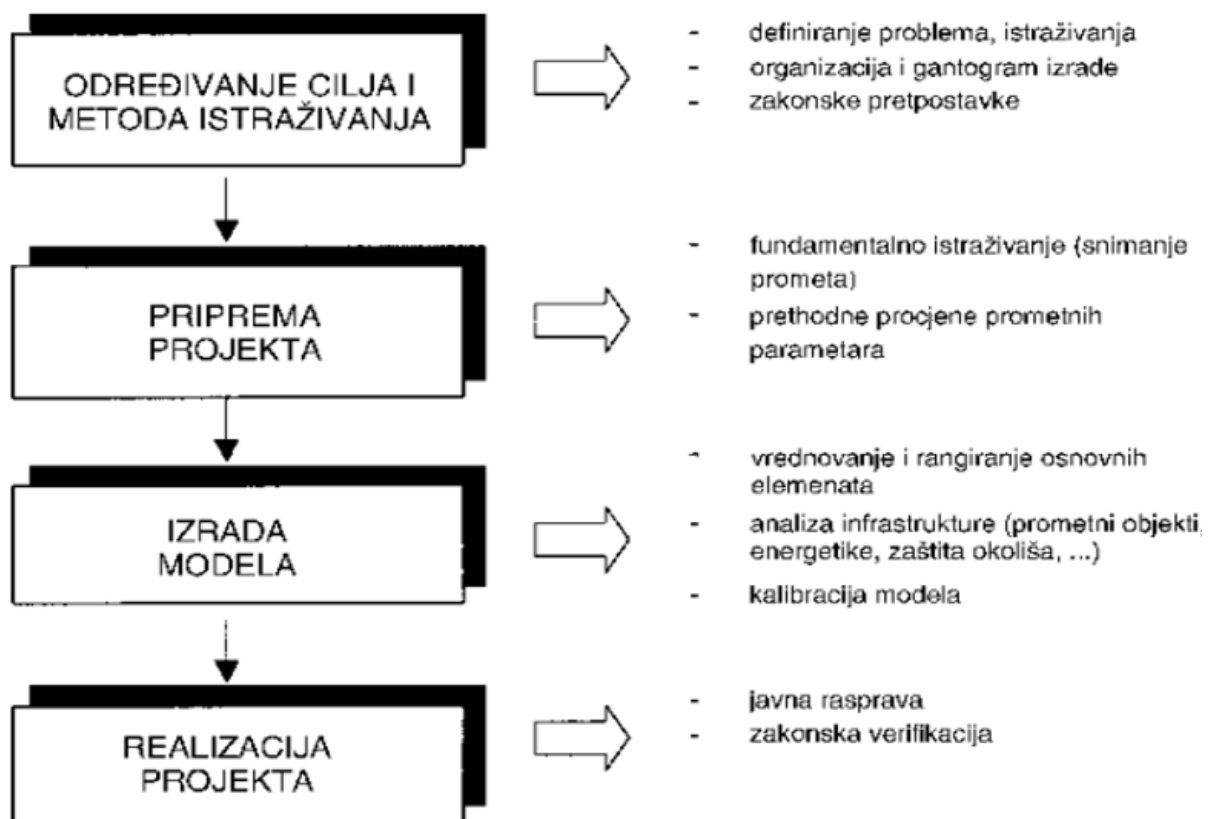 ODREĐIVANJE CILJA I
METODA ISTRAŽIVANJA
- definiranje problema, istraživanja
- organizacija i gantogram izrade
- zakonske pretpostavke
PRIPREMA
PROJEKTA
- fundamentalno istraživanje (snimanje
prometa)
- prethodne procjene prometnih
parametara
IZRADA
MODELA
- vrednovanje i rangiranje osnovnih
elemenata
- analiza infrastrukture (prometni objekti,
energetike, zaštita okoliša, ...)
- kalibracija modela
REALIZACIJA
PROJEKTA
- javna rasprava
- zakonska verifikacija